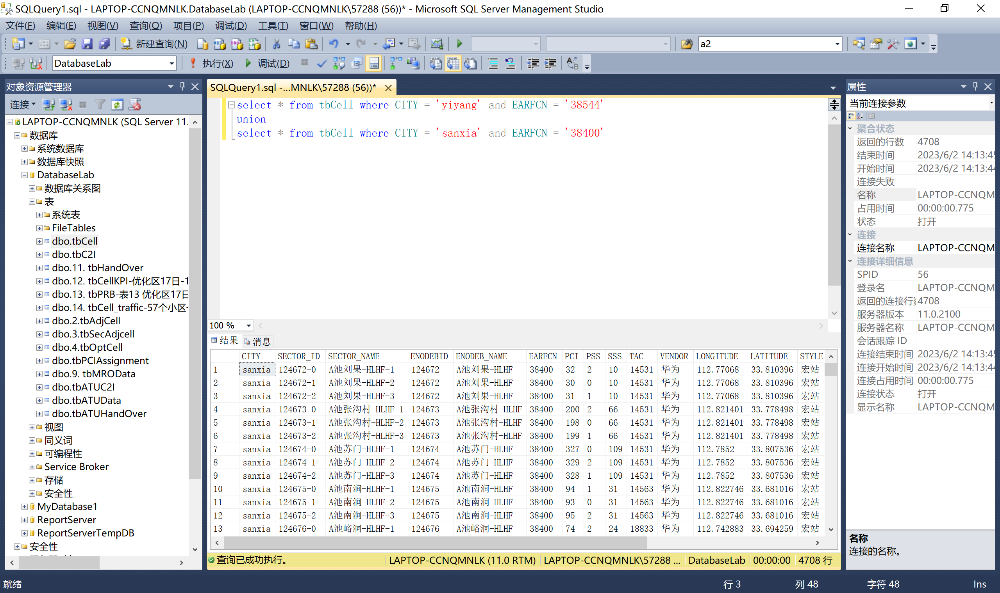 SQLQuery1.sql - LAPTOP-CCNQMNLK.DatabaseLab (LAPTOP-CCNQMNLK\57288 (56))* - Microsoft SQL Server Management Studio
文件(F) 编辑(E) 视图(V) 查询(Q) 项目(P) 调试(D) 工具(T) 窗口(W) 帮助(H)
新建查询(N) a2
DatabaseLab 执行(X) 调试(D)
对象资源管理器
连接
LAPTOP-CCNQMNLK (SQL Server 11.
数据库
系统数据库
数据库快照
DatabaseLab
数据库关系图
表
系统表
FileTables
dbo.tbCell
dbo.tbC2I
dbo.11. tbHandOver
dbo.12. tbCellKPI-优化区17日-1
dbo.13. tbPRB-表13 优化区17日
dbo.14. tbCell_traffic-57个小区-
dbo.2.tbAdjCell
dbo.3.tbSecAdjcell
dbo.4.tbOptCell
dbo.tbPCIAssignment
dbo.9. tbMROData
dbo.tbATUC2I
dbo.tbATUData
dbo.tbATUHandOver
视图
同义词
可编程性
Service Broker
存储
安全性
MyDatabase1
ReportServer
ReportServerTempDB
安全性
SQLQuery1.sql -...MNLK\57288 (56))*
select * from tbCell where CITY = 'yiyang' and EARFCN = '38544'
union
select * from tbCell where CITY = 'sanxia' and EARFCN = '38400'
100 %
结果 消息
CITY SECTOR_ID SECTOR_NAME ENODEBID ENODEB_NAME EARFCN PCI PSS SSS TAC VENDOR LONGITUDE LATITUDE STYLE
1 sanxia 124672-0 A池刘果-HLHF-1 124672 A池刘果-HLHF 38400 32 2 10 14531 华为 112.77068 33.810396 宏站
2 sanxia 124672-1 A池刘果-HLHF-2 124672 A池刘果-HLHF 38400 30 0 10 14531 华为 112.77068 33.810396 宏站
3 sanxia 124672-2 A池刘果-HLHF-3 124672 A池刘果-HLHF 38400 31 1 10 14531 华为 112.77068 33.810396 宏站
4 sanxia 124673-0 A池张沟村-HLHF-1 124673 A池张沟村-HLHF 38400 200 2 66 14531 华为 112.821401 33.778498 宏站
5 sanxia 124673-1 A池张沟村-HLHF-2 124673 A池张沟村-HLHF 38400 198 0 66 14531 华为 112.821401 33.778498 宏站
6 sanxia 124673-2 A池张沟村-HLHF-3 124673 A池张沟村-HLHF 38400 199 1 66 14531 华为 112.821401 33.778498 宏站
7 sanxia 124674-0 A池苏门-HLHF-1 124674 A池苏门-HLHF 38400 327 0 109 14531 华为 112.7852 33.807536 宏站
8 sanxia 124674-1 A池苏门-HLHF-2 124674 A池苏门-HLHF 38400 329 2 109 14531 华为 112.7852 33.807536 宏站
9 sanxia 124674-2 A池苏门-HLHF-3 124674 A池苏门-HLHF 38400 328 1 109 14531 华为 112.7852 33.807536 宏站
10 sanxia 124675-0 A池南涧-HLHF-1 124675 A池南涧-HLHF 38400 94 1 31 14563 华为 112.822746 33.681016 宏站
11 sanxia 124675-1 A池南涧-HLHF-2 124675 A池南涧-HLHF 38400 93 0 31 14563 华为 112.822746 33.681016 宏站
12 sanxia 124675-2 A池南涧-HLHF-3 124675 A池南涧-HLHF 38400 95 2 31 14563 华为 112.822746 33.681016 宏站
13 sanxia 124676-0 A池峪洞-HLHF-1 124676 A池峪洞-HLHF 38400 74 2 24 18833 华为 112.742883 33.694259 宏站
查询已成功执行。 LAPTOP-CCNQMNLK (11.0 RTM) LAPTOP-CCNQMNLK\57288 ... DatabaseLab 00:00:00 4708 行
属性
当前连接参数
聚合状态
返回的行数 4708
结束时间 2023/6/2 14:13:45
开始时间 2023/6/2 14:13:44
连接失败
名称 LAPTOP-CCNQM
占用时间 00:00:00.775
状态 打开
连接
连接名称 LAPTOP-CCNQM
连接详细信息
SPID 56
登录名 LAPTOP-CCNQM
返回的连接行数 4708
服务器版本 11.0.2100
服务器名称 LAPTOP-CCNQM
会话跟踪 ID
连接结束时间 2023/6/2 14:13:45
连接开始时间 2023/6/2 14:13:44
连接占用时间 00:00:00.775
连接状态 打开
显示名称 LAPTOP-CCNQM
名称
连接的名称。
就绪 行 3 列 48 字符 48 Ins